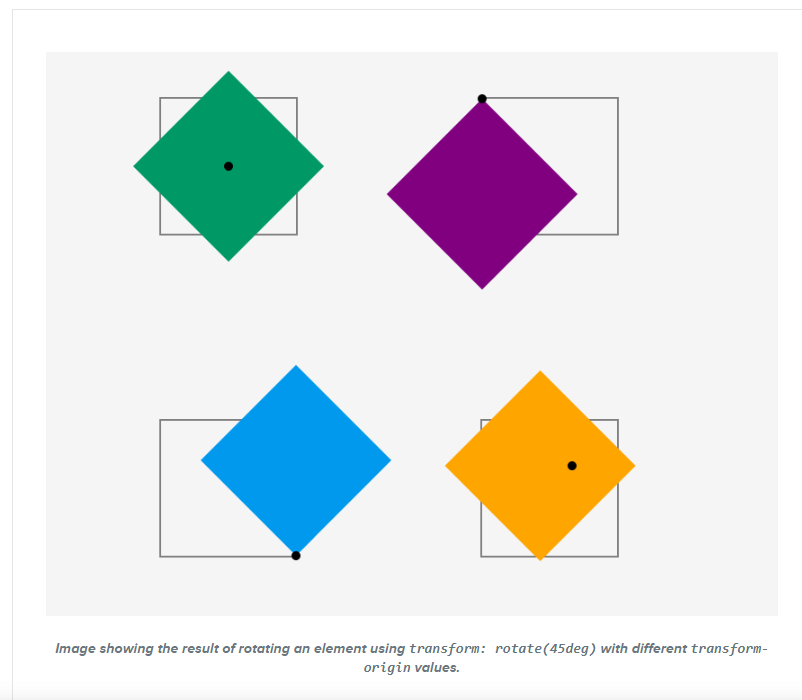 Image showing the result of rotating an element using transform: rotate(45deg) with different transform-
origin values.